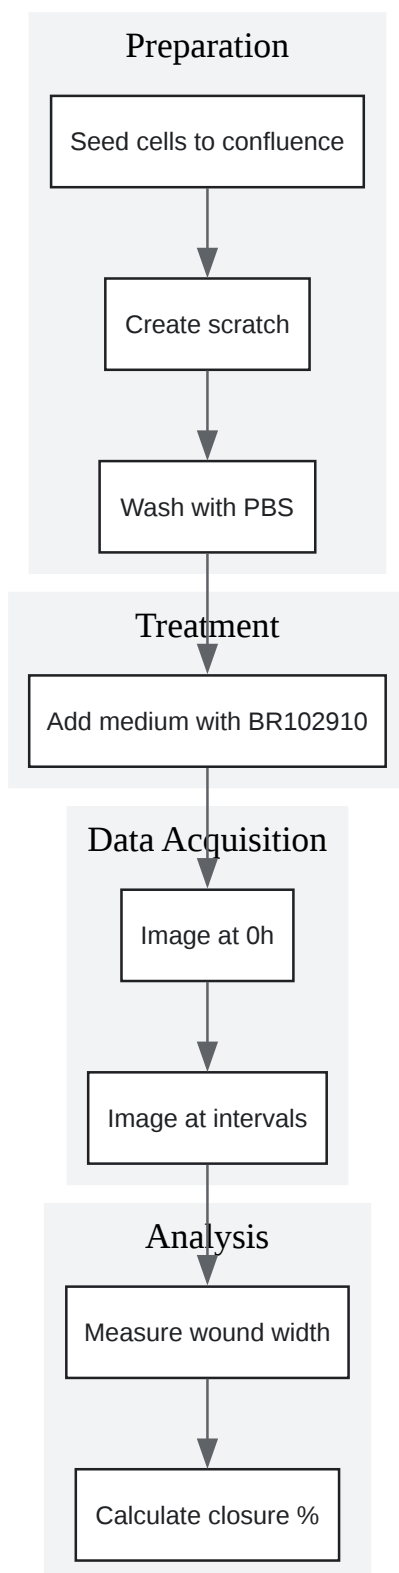 Preparation
Seed cells to confluence
Create scratch
Wash with PBS
Treatment
Add medium with BR102910
Data Acquisition
Image at 0h
Image at intervals
Analysis
Measure wound width
Calculate closure %